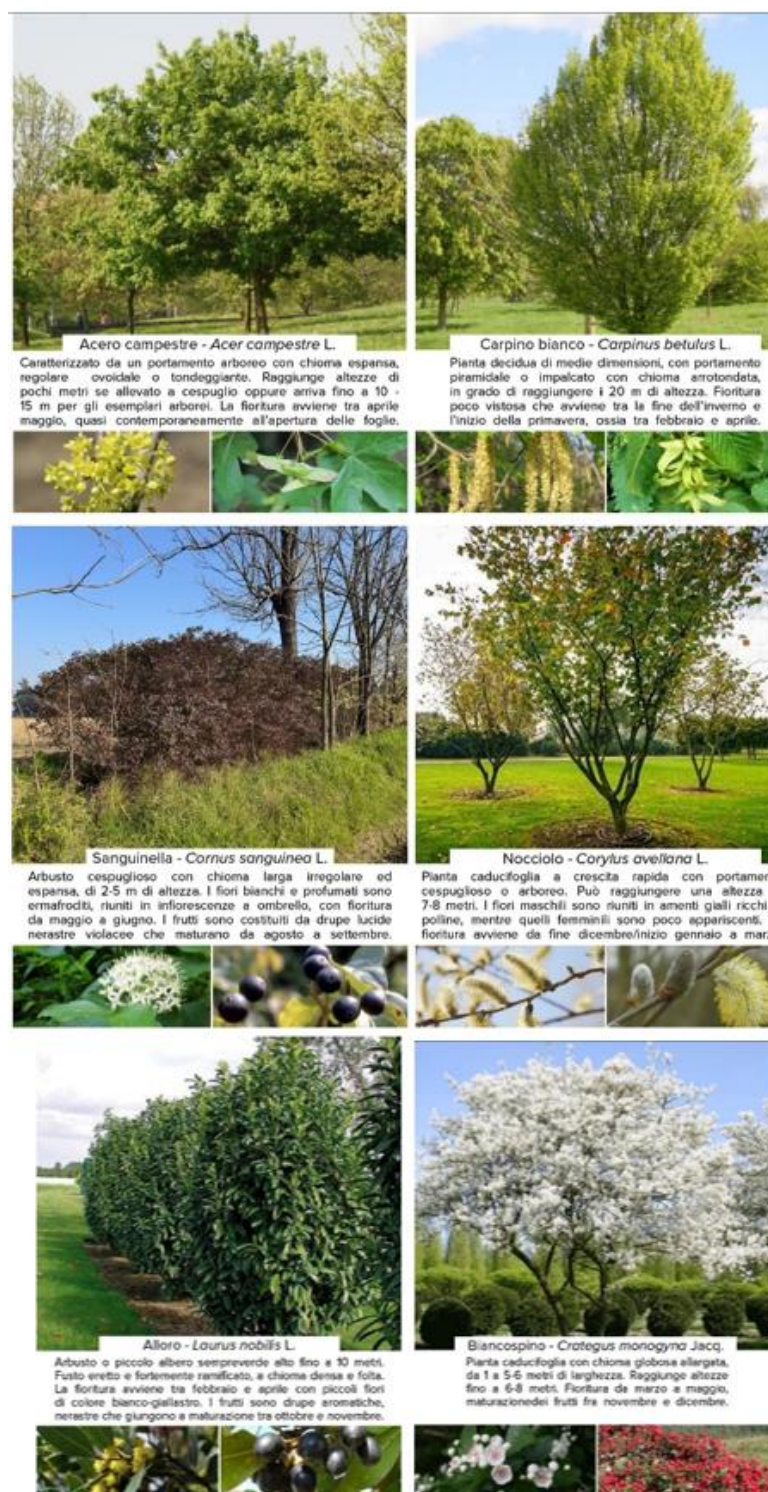 Acero campestre - Acer campestre L.
Caratterizzato da un portamento arboreo con chioma espansa,
regolare ovoidale o tondeggiante. Raggiunge altezze di
pochi metri se allevato a cespuglio oppure arriva fino a 10 -
15 m per gli esemplari arborei. La fioritura avviene tra aprile
maggio, quasi contemporaneamente all'apertura delle foglie.
Carpino bianco - Carpinus betulus L.
Pianta decidua di medie dimensioni, con portamento
piramidale o impalcato con chioma arrotondata,
in grado di raggiungere i 20 m di altezza. Fioritura
poco vistosa che avviene tra la fine dell'inverno e
l'inizio della primavera, ossia tra febbraio e aprile.
Sanguinella - Cornus sanguinea L.
Arbusto cespuglioso con chioma larga irregolare ed
espansa, di 2-5 m di altezza. I fiori bianchi e profumati sono
ermafroditi, riuniti in infiorescenze a ombrello, con fioritura
da maggio a giugno. I frutti sono costituiti da drupe lucide
nerastre violacee che maturano da agosto a settembre.
Nocciolo - Corylus avellana L.
Pianta caducifoglia a crescita rapida con portamen
cespuglioso o arboreo. Può raggiungere una altezza
7-8 metri. I fiori maschili sono riuniti in amenti gialli ricchi
polline, mentre quelli femminili sono poco appariscenti.
fioritura avviene da fine dicembre/inizio gennaio a mar
Alloro - Laurus nobilis L.
Arbusto o piccolo albero sempreverde alto fino a 10 metri.
Fusto eretto e fortemente ramificato, a chioma densa e folta.
La fioritura avviene tra febbraio e aprile con piccoli fiori
di colore bianco-giallastro. I frutti sono drupe aromatiche,
nerastre che giungono a maturazione tra ottobre e novembre.
Biancospino - Crategus monogyna Jacq.
Pianta caducifoglia con chioma globosa allargata,
da 1 a 5-6 metri di larghezza. Raggiunge altezze
fino a 6-8 metri. Fioritura da marzo a maggio,
maturazionedei frutti fra novembre e dicembre.